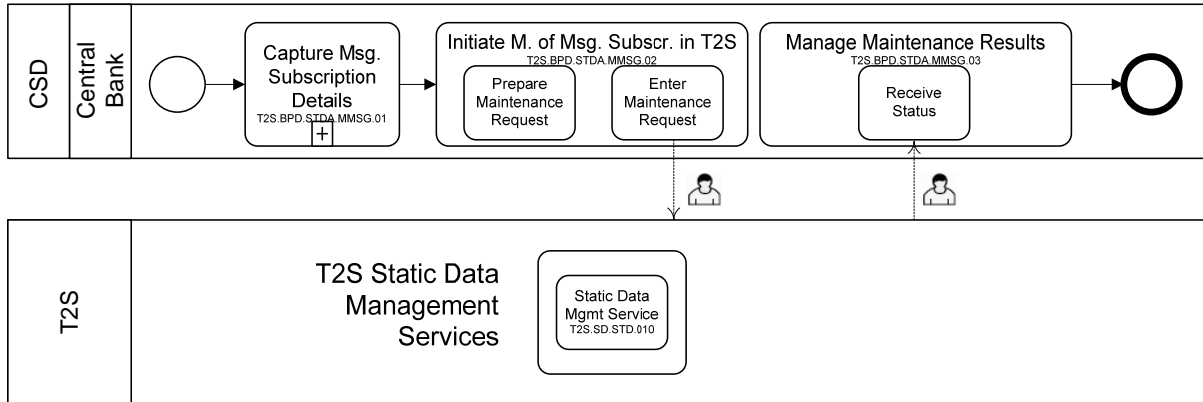 CSD
Central
Bank
Capture Msg.
Subscription
Details
T2S.BPD.STDA.MMSG.01
+
Initiate M. of Msg. Subscr. in T2S
T2S.BPD.STDA.MMSG.02
Prepare
Maintenance
Request
Enter
Maintenance
Request
Manage Maintenance Results
T2S.BPD.STDA.MMSG.03
Receive
Status
T2S
T2S Static Data
Management
Services
Static Data
Mgmt Service
T2S.SD.STD.010